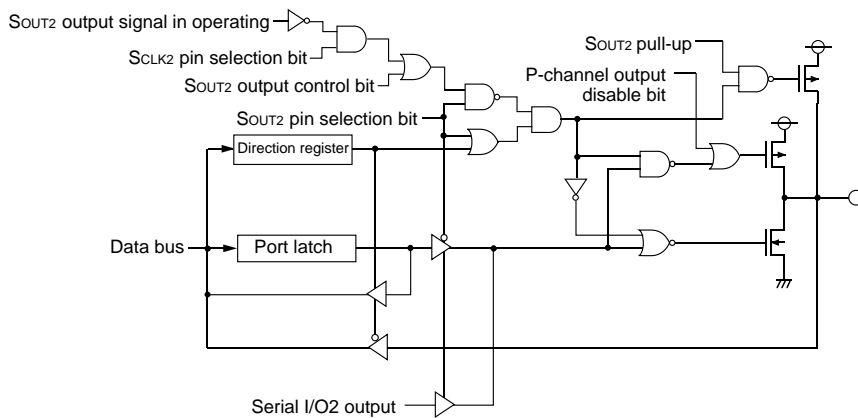 SOUT2 output signal in operating
SCLK2 pin selection bit
SOUT2 output control bit
SOUT2 pin selection bit
SOUT2 pull-up
P-channel output
disable bit
Direction register
Data bus
Port latch
Serial I/O2 output